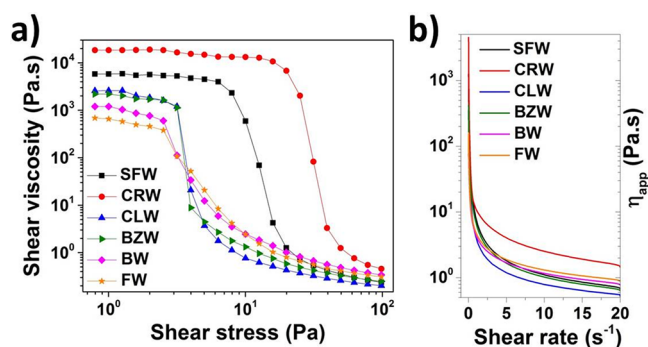 a)
Shear viscosity (Pa.s)
10^4
10^3
10^2
10^1
10^0
SFW
CRW
CLW
BZW
BW
FW
10^0
10^1
10^2
Shear stress (Pa)
b)
SFW
CRW
CLW
BZW
BW
FW
10^3
10^2
10^1
10^0
0
5
10
15
20
Shear rate (s^-1)
η_app (Pa.s)